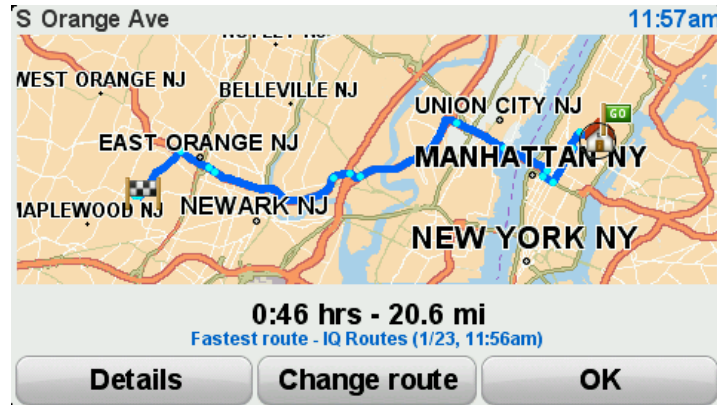 S Orange Ave 11:57am
WEST ORANGE NJ
BELLEVILLE NJ
UNION CITY NJ
GO
EAST ORANGE NJ
MANHATTAN NY
MAPLEWOOD NJ
NEWARK NJ
NEW YORK NY
0:46 hrs - 20.6 mi
Fastest route - IQ Routes (1/23, 11:56am)
Details Change route OK